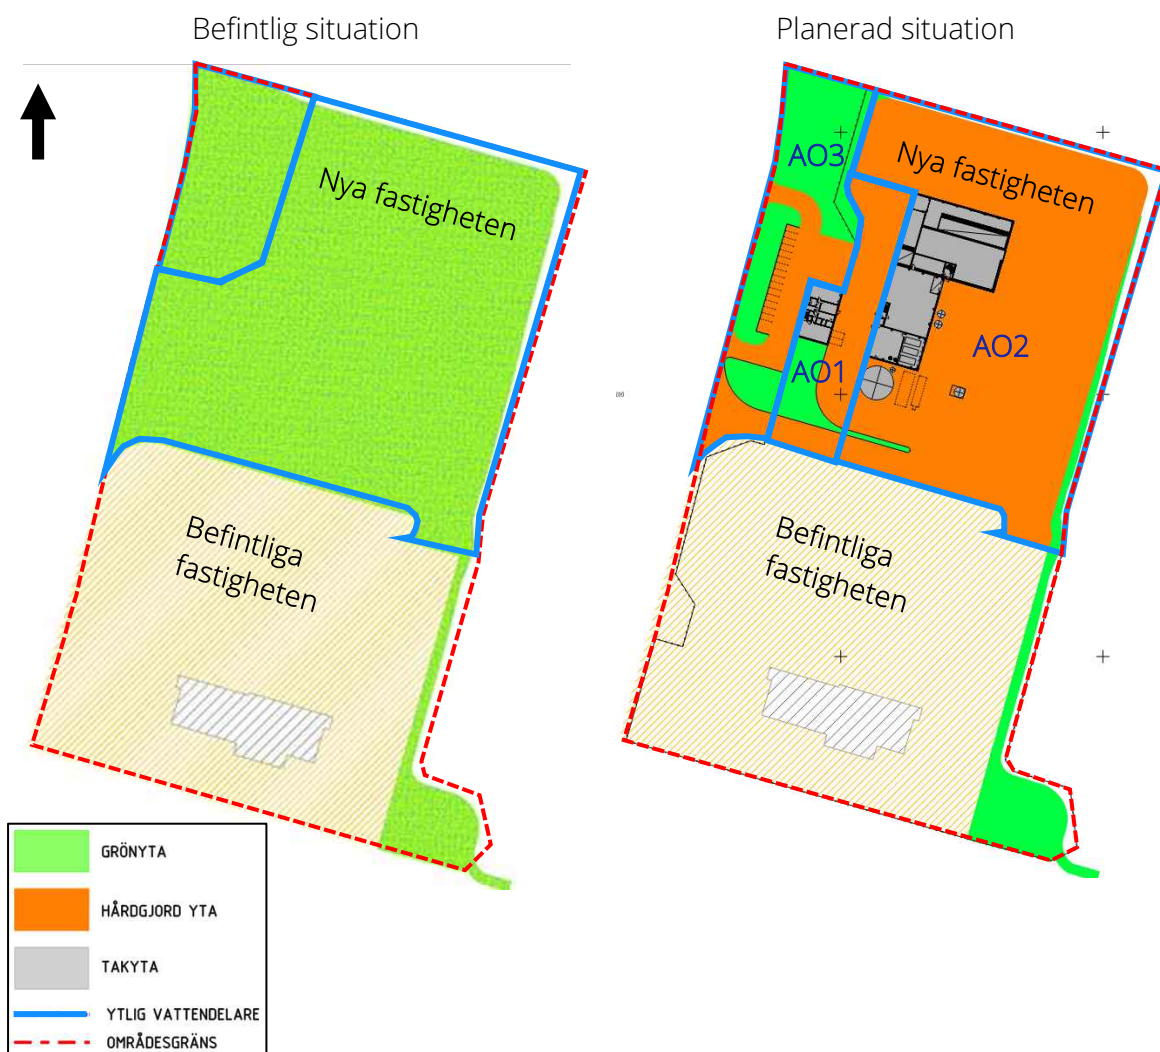 Befintlig situation
Planerad situation
Nya fastigheten
Befintliga
fastigheten
AO3
Nya fastigheten
AO2
AO1
Befintliga
fastigheten
GRÖNYTA
HÅRDGJORD YTA
TAKYTA
YTLIG VATTENDELARE
OMRÅDESGRÄNS